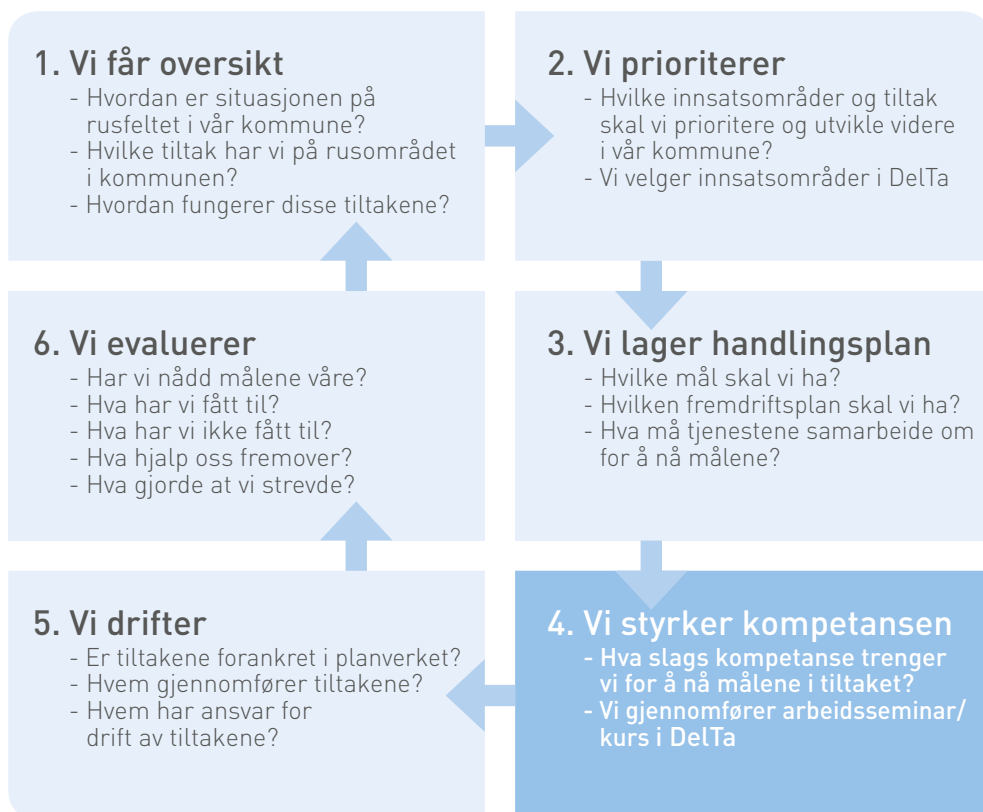 1. Vi får oversikt
- Hvordan er situasjonen på
rusfeltet i vår kommune?
- Hvilke tiltak har vi på rusområdet
i kommunen?
- Hvordan fungerer disse tiltakene?
2. Vi prioriterer
- Hvilke innsatsområder og tiltak
skal vi prioritere og utvikle videre
i vår kommune?
- Vi velger innsatsområder i DelTa
3. Vi lager handlingsplan
- Hvilke mål skal vi ha?
- Hvilken fremdriftsplan skal vi ha?
- Hva må tjenestene samarbeide om
for å nå målene?
4. Vi styrker kompetansen
- Hva slags kompetanse trenger
vi for å nå målene i tiltaket?
- Vi gjennomfører arbeidsseminar/
kurs i DelTa
5. Vi drifter
- Er tiltakene forankret i planverket?
- Hvem gjennomfører tiltakene?
- Hvem har ansvar for
drift av tiltakene?
6. Vi evaluerer
- Har vi nådd målene våre?
- Hva har vi fått til?
- Hva har vi ikke fått til?
- Hva hjalp oss fremover?
- Hva gjorde at vi strevde?